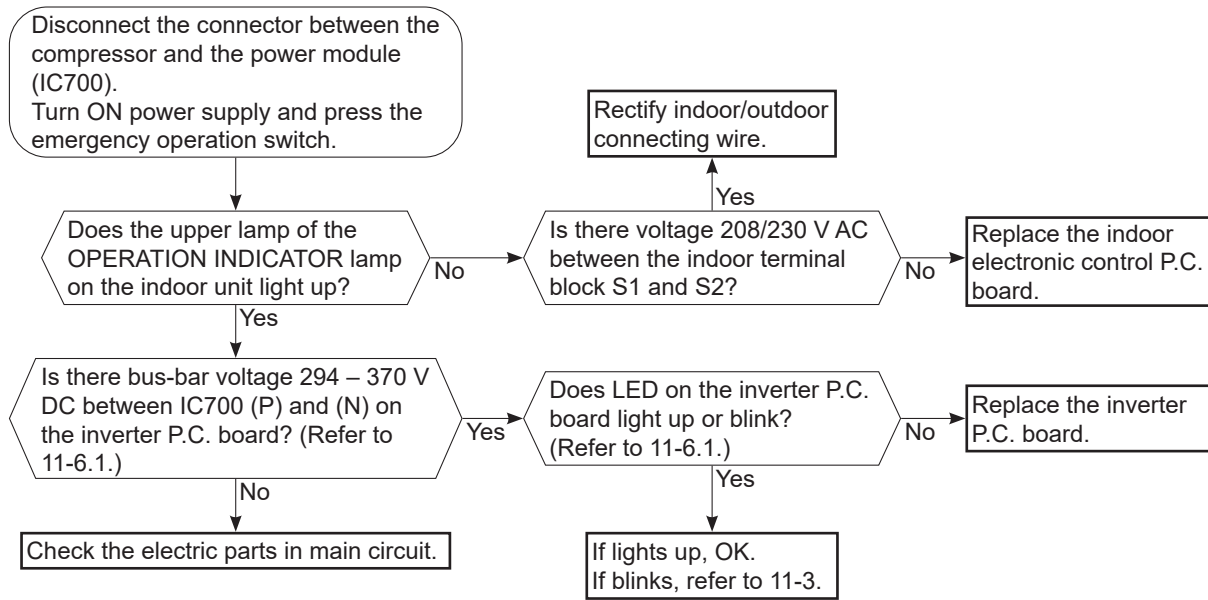 Disconnect the connector between the
compressor and the power module
(IC700).
Turn ON power supply and press the
emergency operation switch.
Rectify indoor/outdoor
connecting wire.
Yes
Does the upper lamp of the
OPERATION INDICATOR lamp
on the indoor unit light up?
No
Is there voltage 208/230 V AC
between the indoor terminal
block S1 and S2?
No
Replace the indoor
electronic control P.C.
board.
Yes
Is there bus-bar voltage 294 – 370 V
DC between IC700 (P) and (N) on
the inverter P.C. board? (Refer to
11-6.1.)
Yes
Does LED on the inverter P.C.
board light up or blink?
(Refer to 11-6.1.)
No
Replace the inverter
P.C. board.
No
Yes
Check the electric parts in main circuit.
If lights up, OK.
If blinks, refer to 11-3.